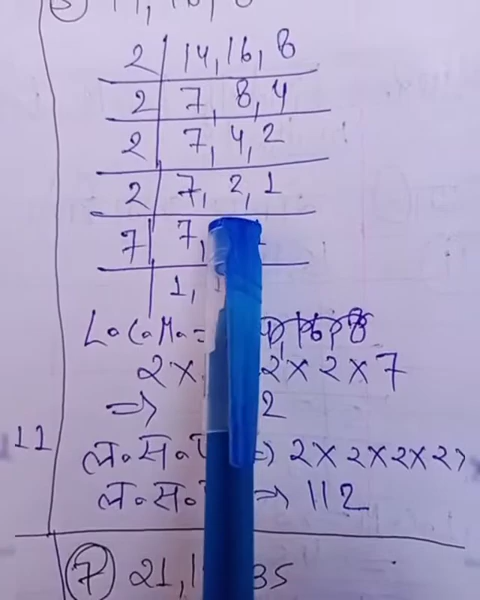 2 14, 16, 8
2 7, 8, 4
2 7, 4, 2
2 7, 2, 1
7 7,
1,
L.C.M. =
2 × 2 × 2 × 7
⇒ 2
11 ल.स. ⇒ 2×2×2×2
ल.स. ⇒ 112
7 21, 35